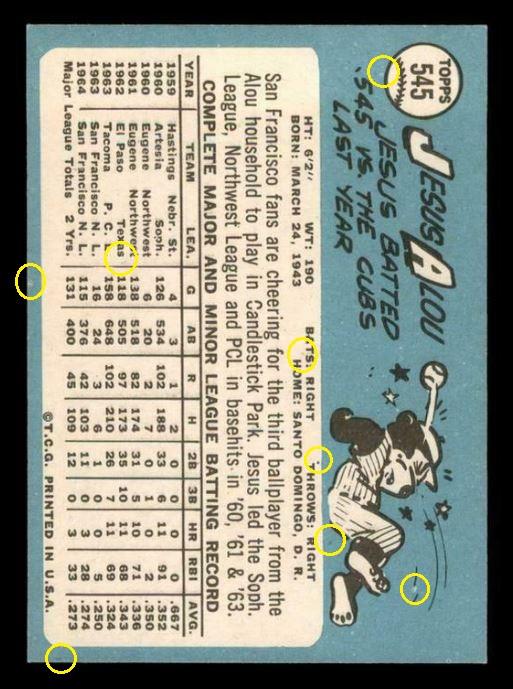 TOPPS
545
JESUS ALOU
JESUS BATTED
.545 VS. THE CUBS
LAST YEAR
HT: 6'2" WT: 190 BATS: RIGHT THROWS: RIGHT
BORN: MARCH 24, 1943 HOME: SANTO DOMINGO, D. R.
San Francisco fans are cheering for the third ballplayer from the
Alou household to play in Candlestick Park. Jesus led the Soph.
League, Northwest League and PCL in basehits in '60, '61 & '63.
COMPLETE MAJOR AND MINOR LEAGUE BATTING RECORD
YEAR TEAM LEA. G AB R H 2B 3B HR RBI AVG.
1959 Hastings Nebr. St. 4 3 1 2 0 0 0 0 .667
1960 Artesia Soph. 126 534 102 188 33 6 11 91 .352
1960 Eugene Northwest 6 20 2 7 0 1 0 2 .350
1961 Eugene Northwest 138 518 82 174 31 5 10 71 .336
1962 El Paso Texas 118 505 97 173 35 10 11 68 .343
1963 Tacoma P. C. 158 648 102 210 26 7 11 69 .324
1963 San Francisco N. L. 16 24 3 6 1 0 0 5 .250
1964 San Francisco N. L. 115 376 42 103 11 0 3 28 .274
Major League Totals 2 Yrs. 131 400 45 109 12 0 3 33 .273
©T.C.G. PRINTED IN U.S.A.